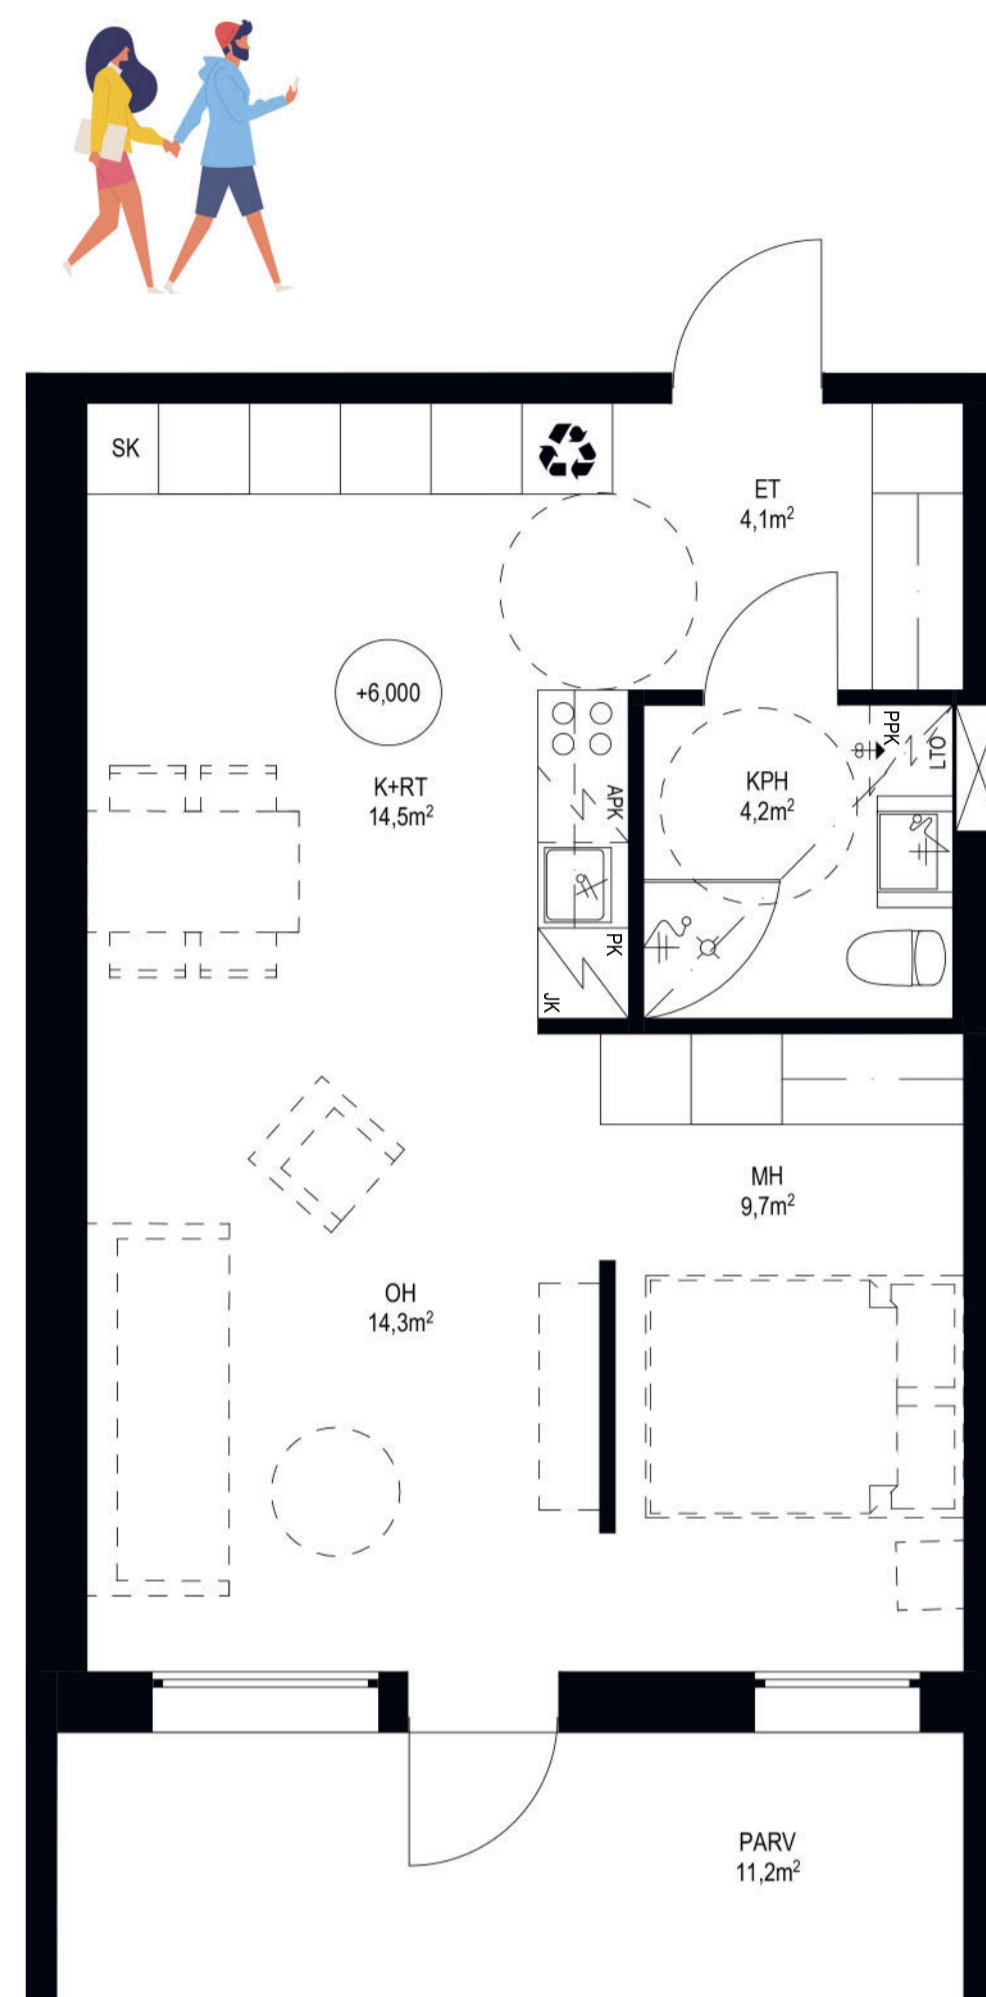 SK
ET
4,1m²
+6,000
K+RT
14,5m²
APK
PK
JK
KPH
4,2m²
PPK
LTO
MH
9,7m²
OH
14,3m²
PARV
11,2m²